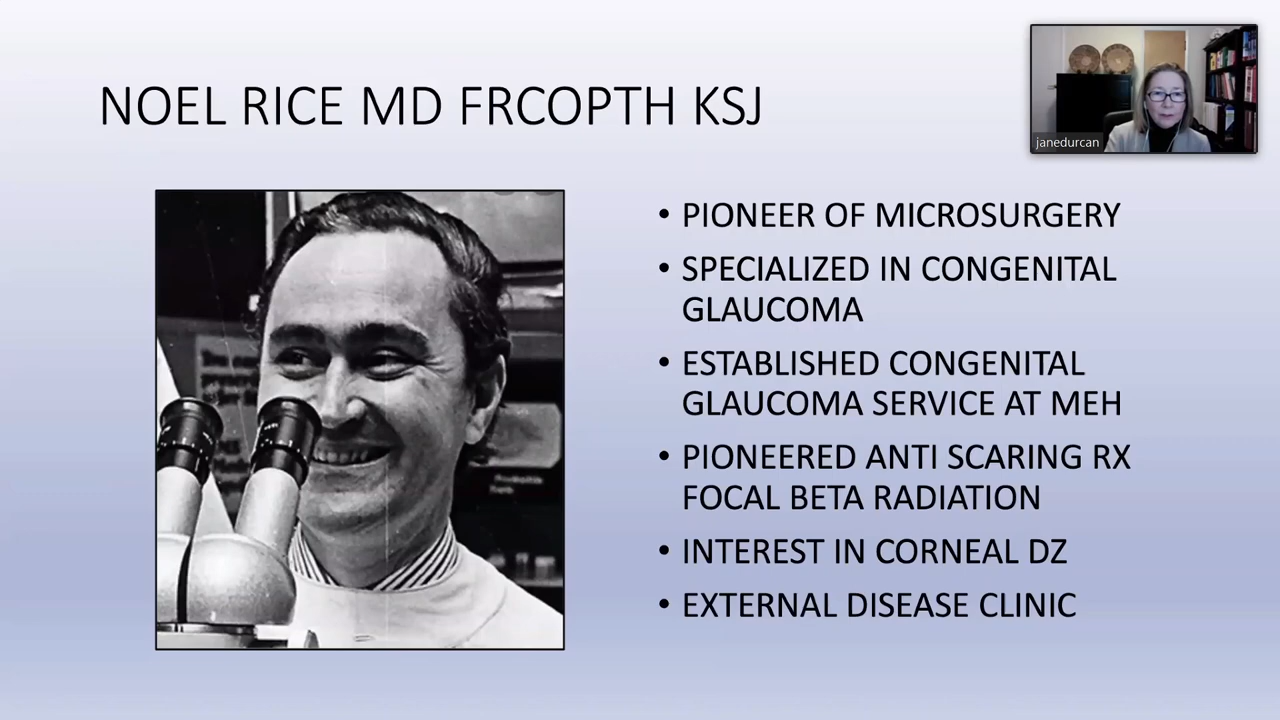 NOEL RICE MD FRCOPTH KSJ
janedurcan
• PIONEER OF MICROSURGERY
• SPECIALIZED IN CONGENITAL
GLAUCOMA
• ESTABLISHED CONGENITAL
GLAUCOMA SERVICE AT MEH
• PIONEERED ANTI SCARING RX
FOCAL BETA RADIATION
• INTEREST IN CORNEAL DZ
• EXTERNAL DISEASE CLINIC